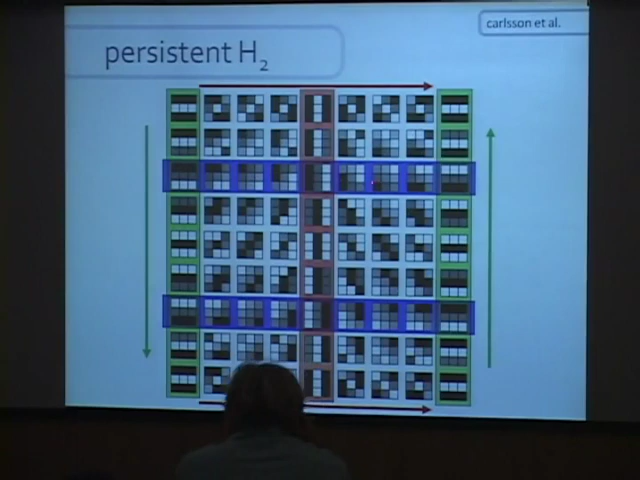 carlsson et al.
persistent H₂